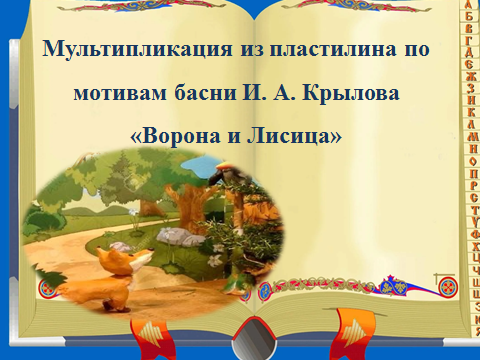 Мультипликация из пластилина по
мотивам басни И. А. Крылова
«Ворона и Лисица»
А
Б
В
Г
Д
Е
Ж
З
И
К
Л
М
Н
О
П
Р
С
Т
У
Ф
Х
Ц
Ч
Ш